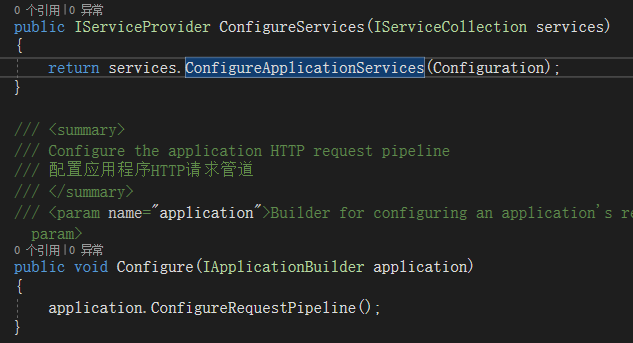 0 个引用|0 异常
public IServiceProvider ConfigureServices(IServiceCollection services)
{
return services.ConfigureApplicationServices(Configuration);
}
/// <summary>
/// Configure the application HTTP request pipeline
/// 配置应用程序HTTP请求管道
/// </summary>
/// <param name="application">Builder for configuring an application's re
param>
0 个引用|0 异常
public void Configure(IApplicationBuilder application)
{
application.ConfigureRequestPipeline();
}